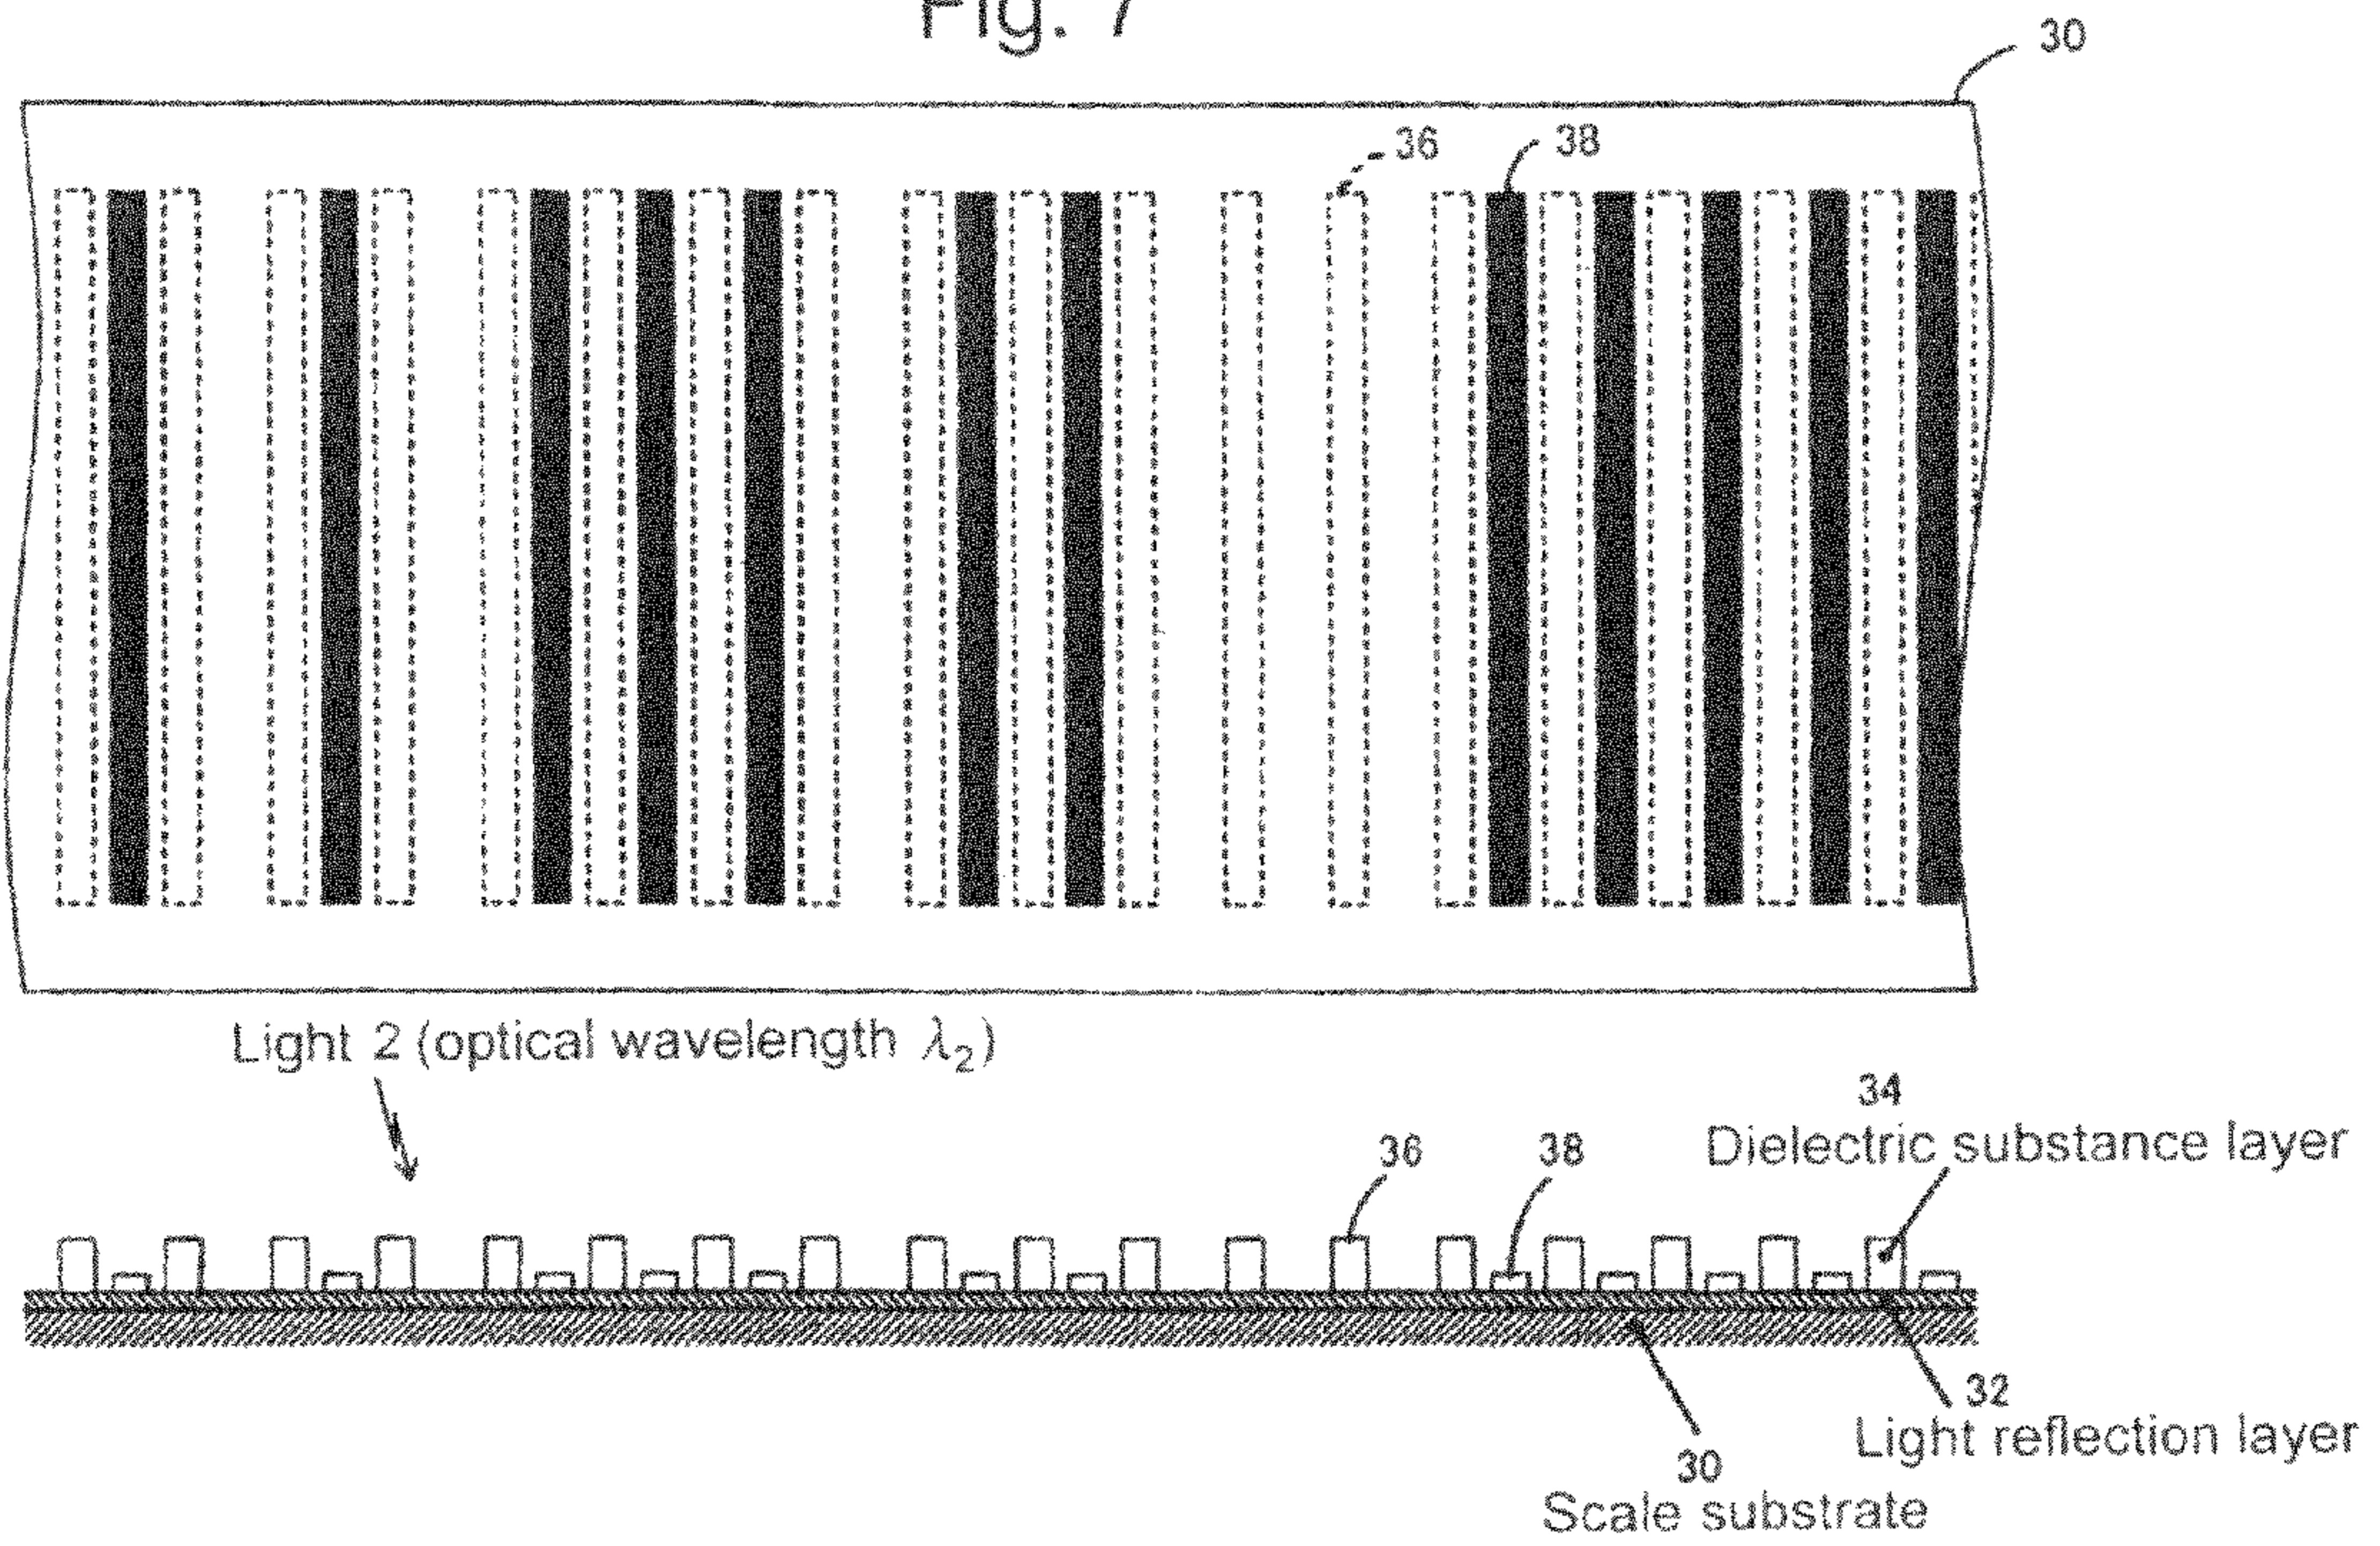 Fig. 7
30
36
38
Light 2 (optical wavelength λ₂)
34
36
38
Dielectric substance layer
32
Light reflection layer
30
Scale substrate